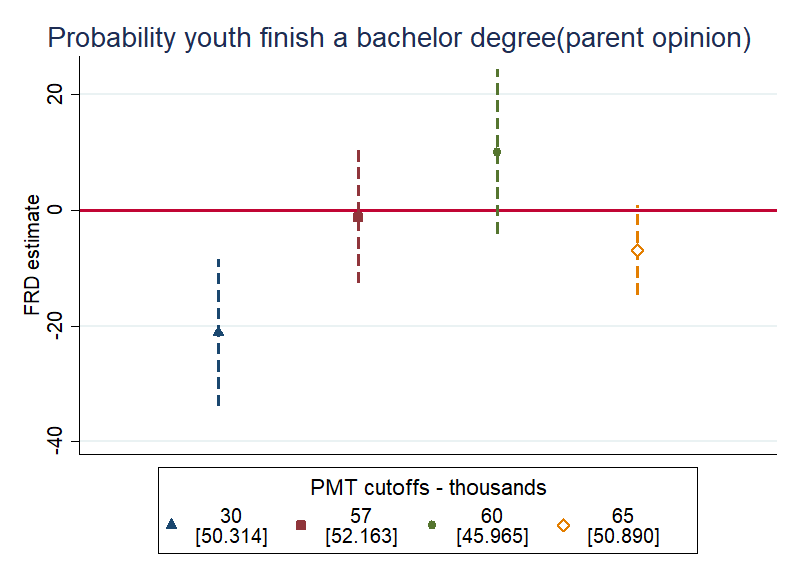 Probability youth finish a bachelor degree(parent opinion)
20
0
-20
-40
FRD estimate
PMT cutoffs - thousands
30 57 60 65
[50.314] [52.163] [45.965] [50.890]